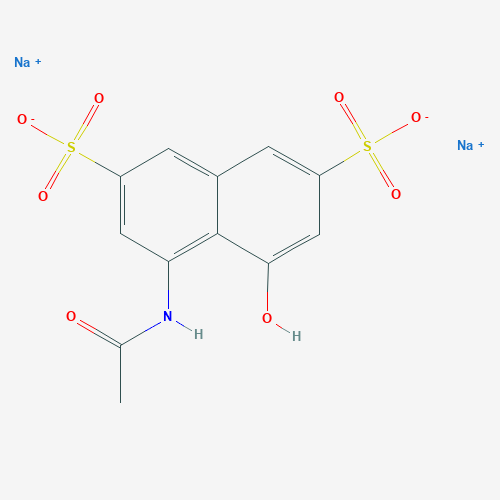 Na +
O O
O - S S O -
Na +
O O
O N H O H